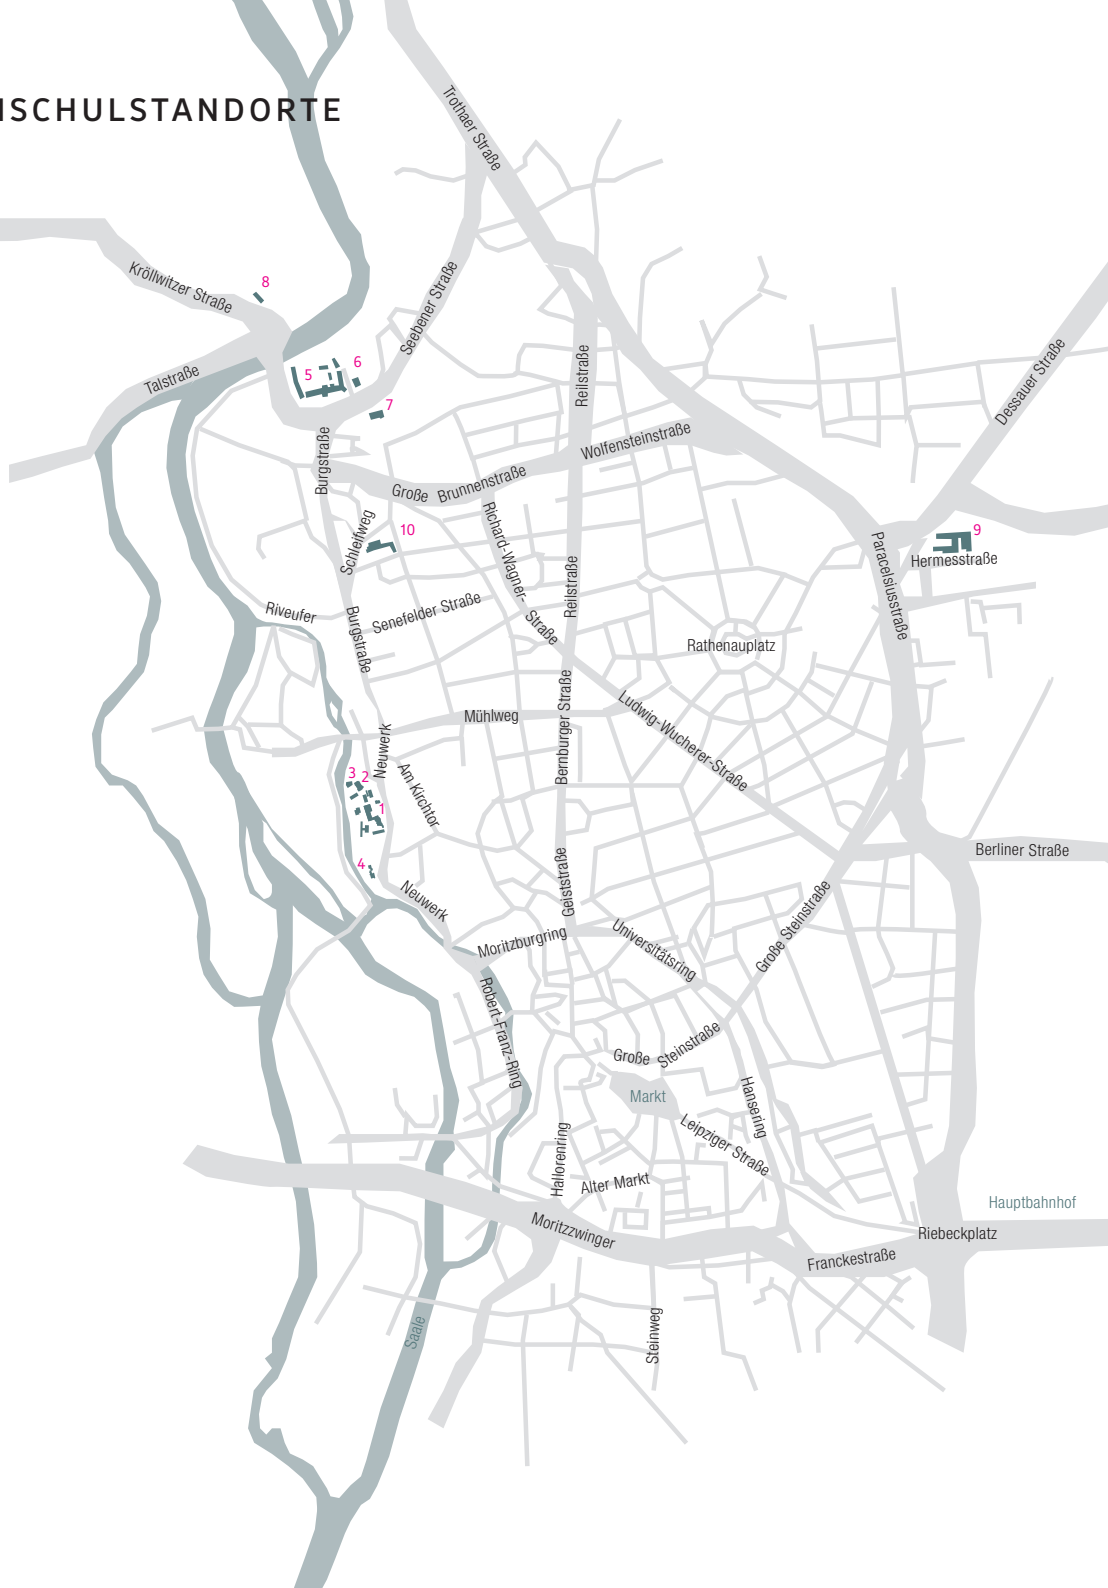 SCHULSTANDORTE
Trothaer Straße
Kröllwitzer Straße
8
Seebener Straße
Talstraße
5
6
7
Reilstraße
Dessauer Straße
Wolfensteinstraße
Burgstraße
Große Brunnenstraße
Richard-Wagner-
Straße
Schleifweg
10
9
Hermesstraße
Paracelsiusstraße
Reilstraße
Riveufer
Senefelder Straße
Burgstraße
Rathenauplatz
Mühlweg
Bernburger Straße
Ludwig-Wucherer-Straße
Neuwerk
Am Kirchtor
3
2
1
4
Berliner Straße
Neuwerk
Geiststraße
Große Steinstraße
Moritzburgring
Universitätsring
Robert-Franz-Ring
Große Steinstraße
Markt
Hansering
Leipziger Straße
Hallorenring
Alter Markt
Hauptbahnhof
Moritzzwinger
Riebeckplatz
Franckestraße
Saale
Steinweg